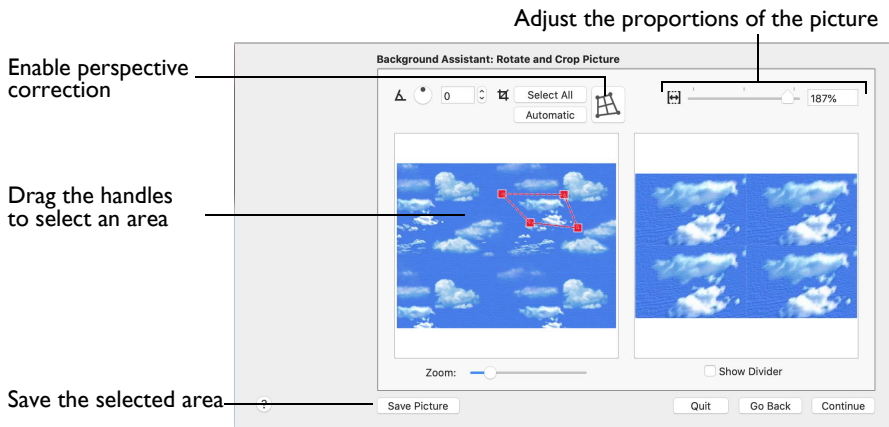 Adjust the proportions of the picture
Background Assistant: Rotate and Crop Picture
Enable perspective
correction
0
Select All
Automatic
187%
Drag the handles
to select an area
Zoom:
Show Divider
Save the selected area
?
Save Picture
Quit
Go Back
Continue